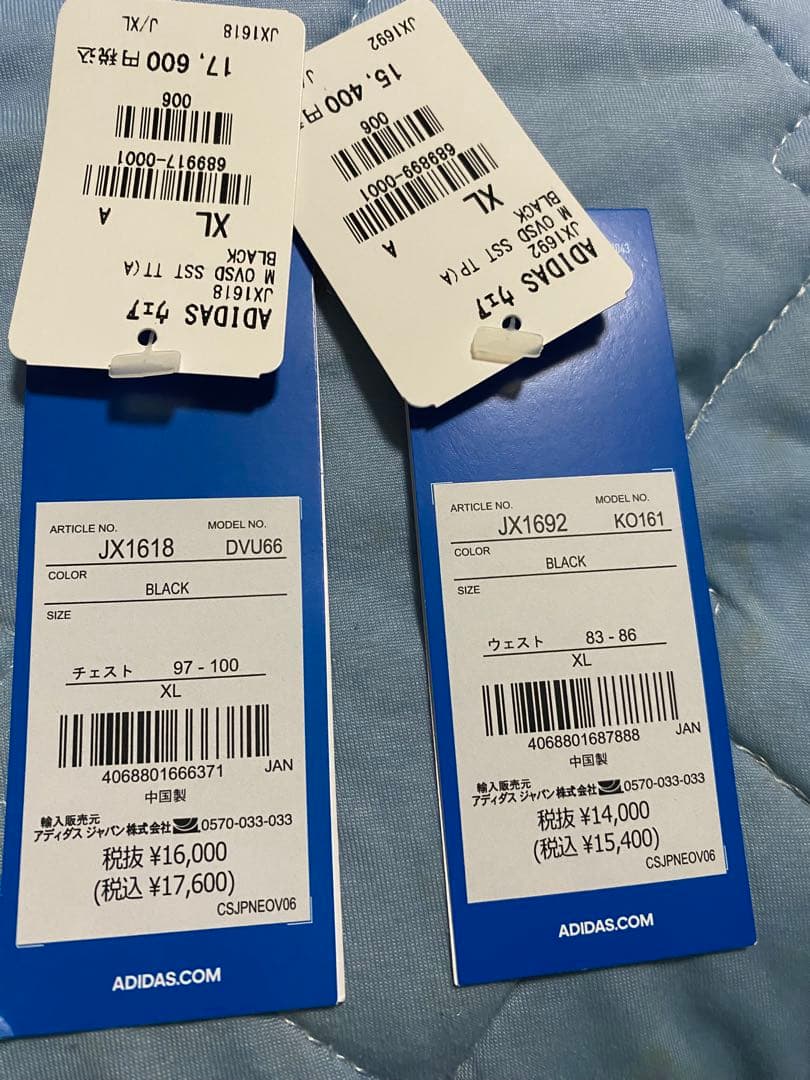 ADIDAS ウェア
JX1618
M OVSD SST TT(A
BLACK
XL
A
689917-0001
006
17,600円税込
JX1618
J/XL
ADIDAS ウェア
JX1692
M OVSD SST TP(A
BLACK
XL
A
689899-0001
006
15,400円
JX1692
ARTICLE NO.
MODEL NO.
JX1618
DVU66
COLOR
BLACK
SIZE
チェスト 97 - 100
XL
4068801666371
JAN
中国製
輸入販売元
アディダス ジャパン株式会社 0570-033-033
税抜 ¥16,000
(税込 ¥17,600)
CSJPNEOV06
ADIDAS.COM
ARTICLE NO.
MODEL NO.
JX1692
KO161
COLOR
BLACK
SIZE
ウェスト 83 - 86
XL
4068801687888
JAN
中国製
輸入販売元
アディダス ジャパン株式会社 0570-033-033
税抜 ¥14,000
(税込 ¥15,400)
CSJPNEOV06
ADIDAS.COM